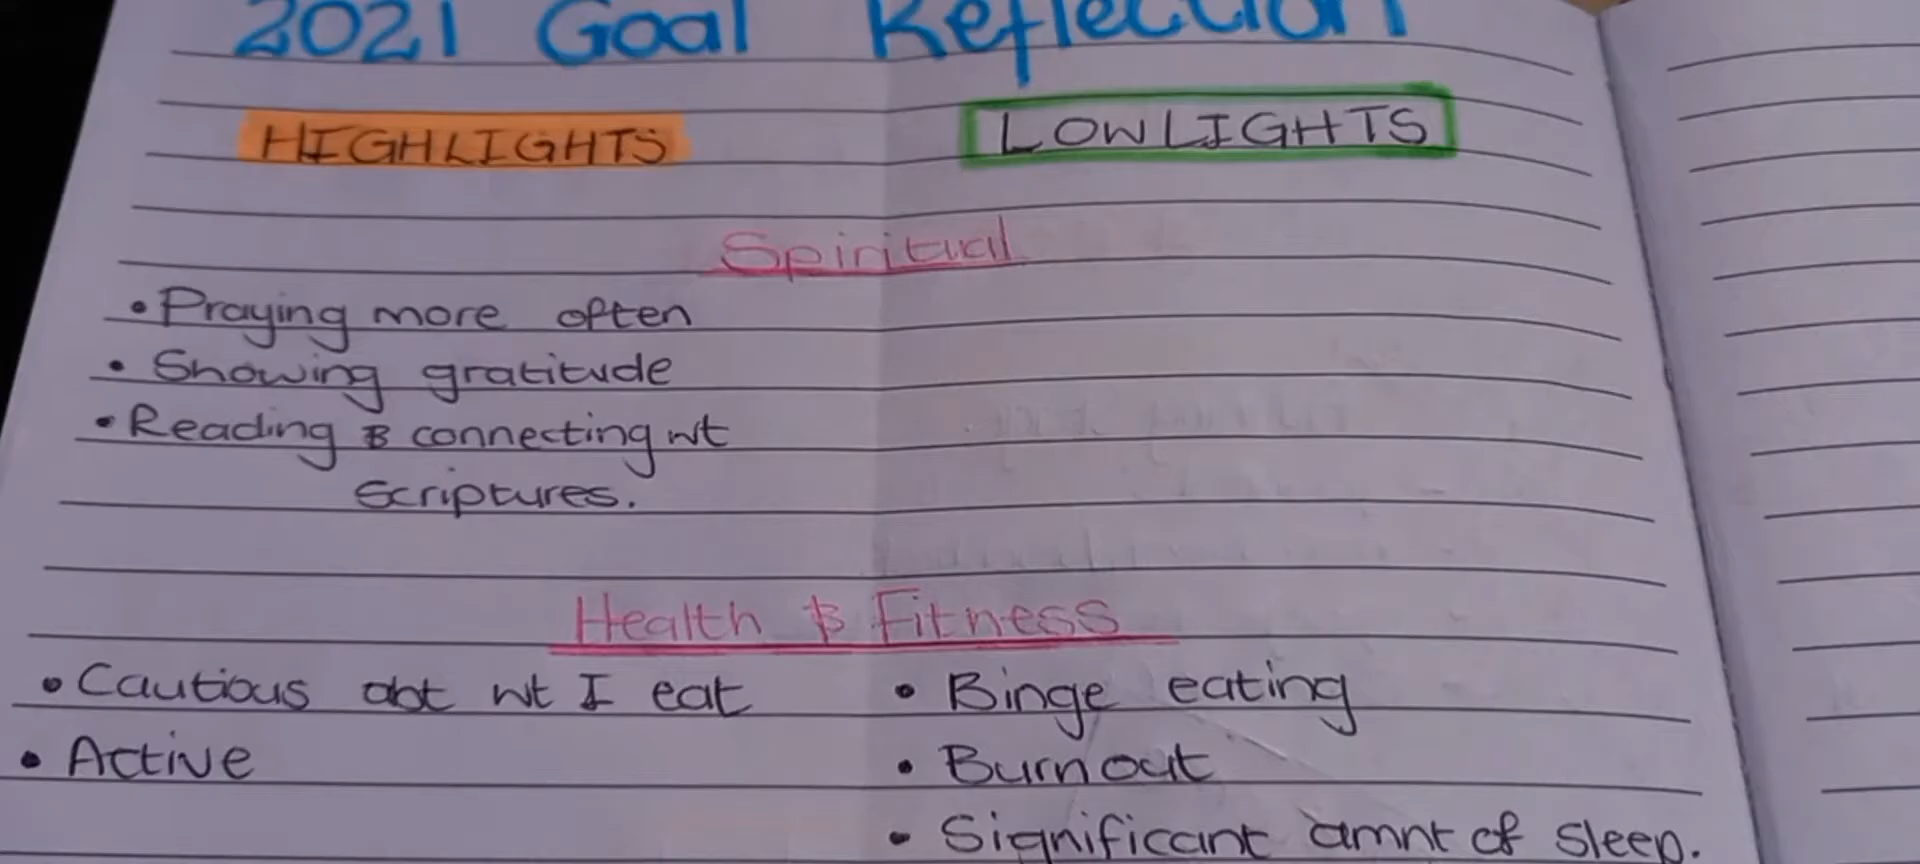 2021 Goal Reflection
HIGHLIGHTS
LOWLIGHTS
Spiritual
• Praying more often
• Showing gratitude
• Reading & connecting wt
Scriptures.
Health & Fitness
• Cautious abt wt I eat
• Active
• Binge eating
• Burnout
• Significant amnt of sleep.